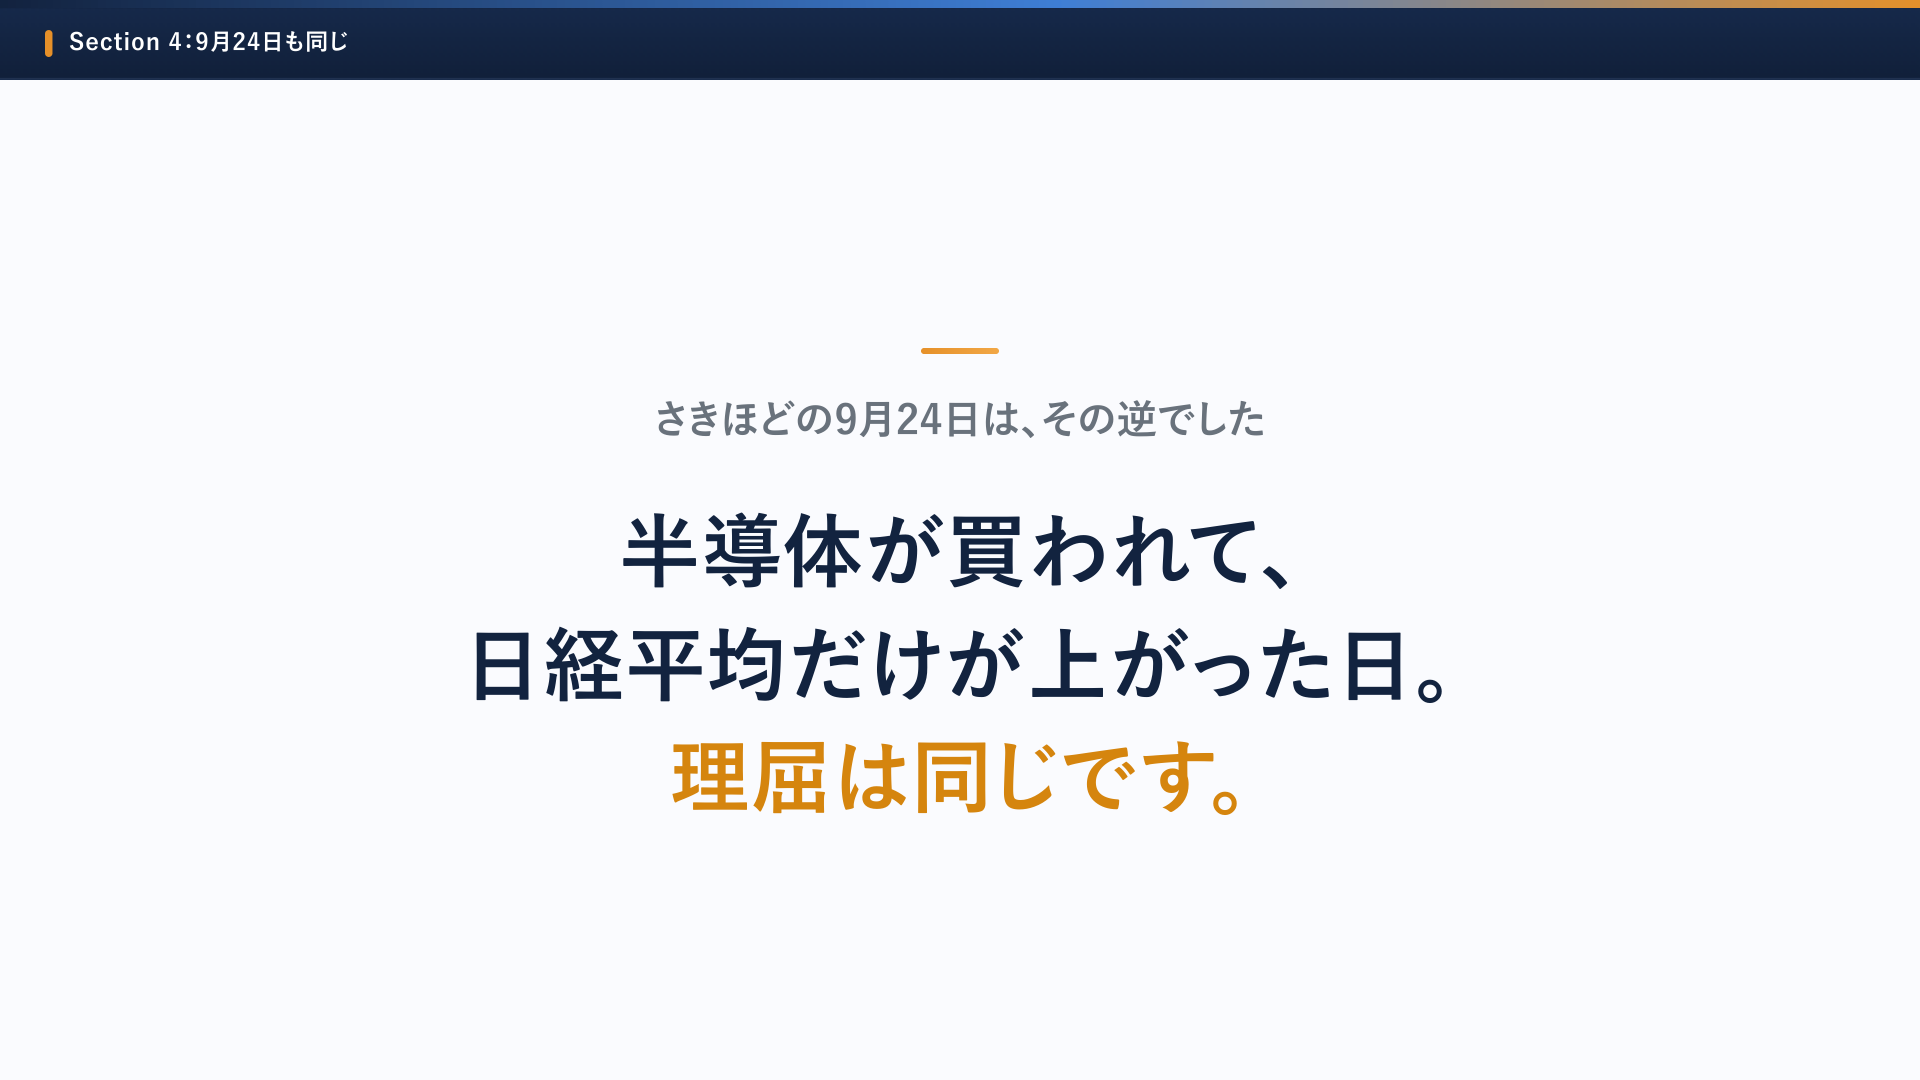 Section 4：9月24日も同じ
さきほどの9月24日は、その逆でした
半導体が買われて、
日経平均だけが上がった日。
理屈は同じです。